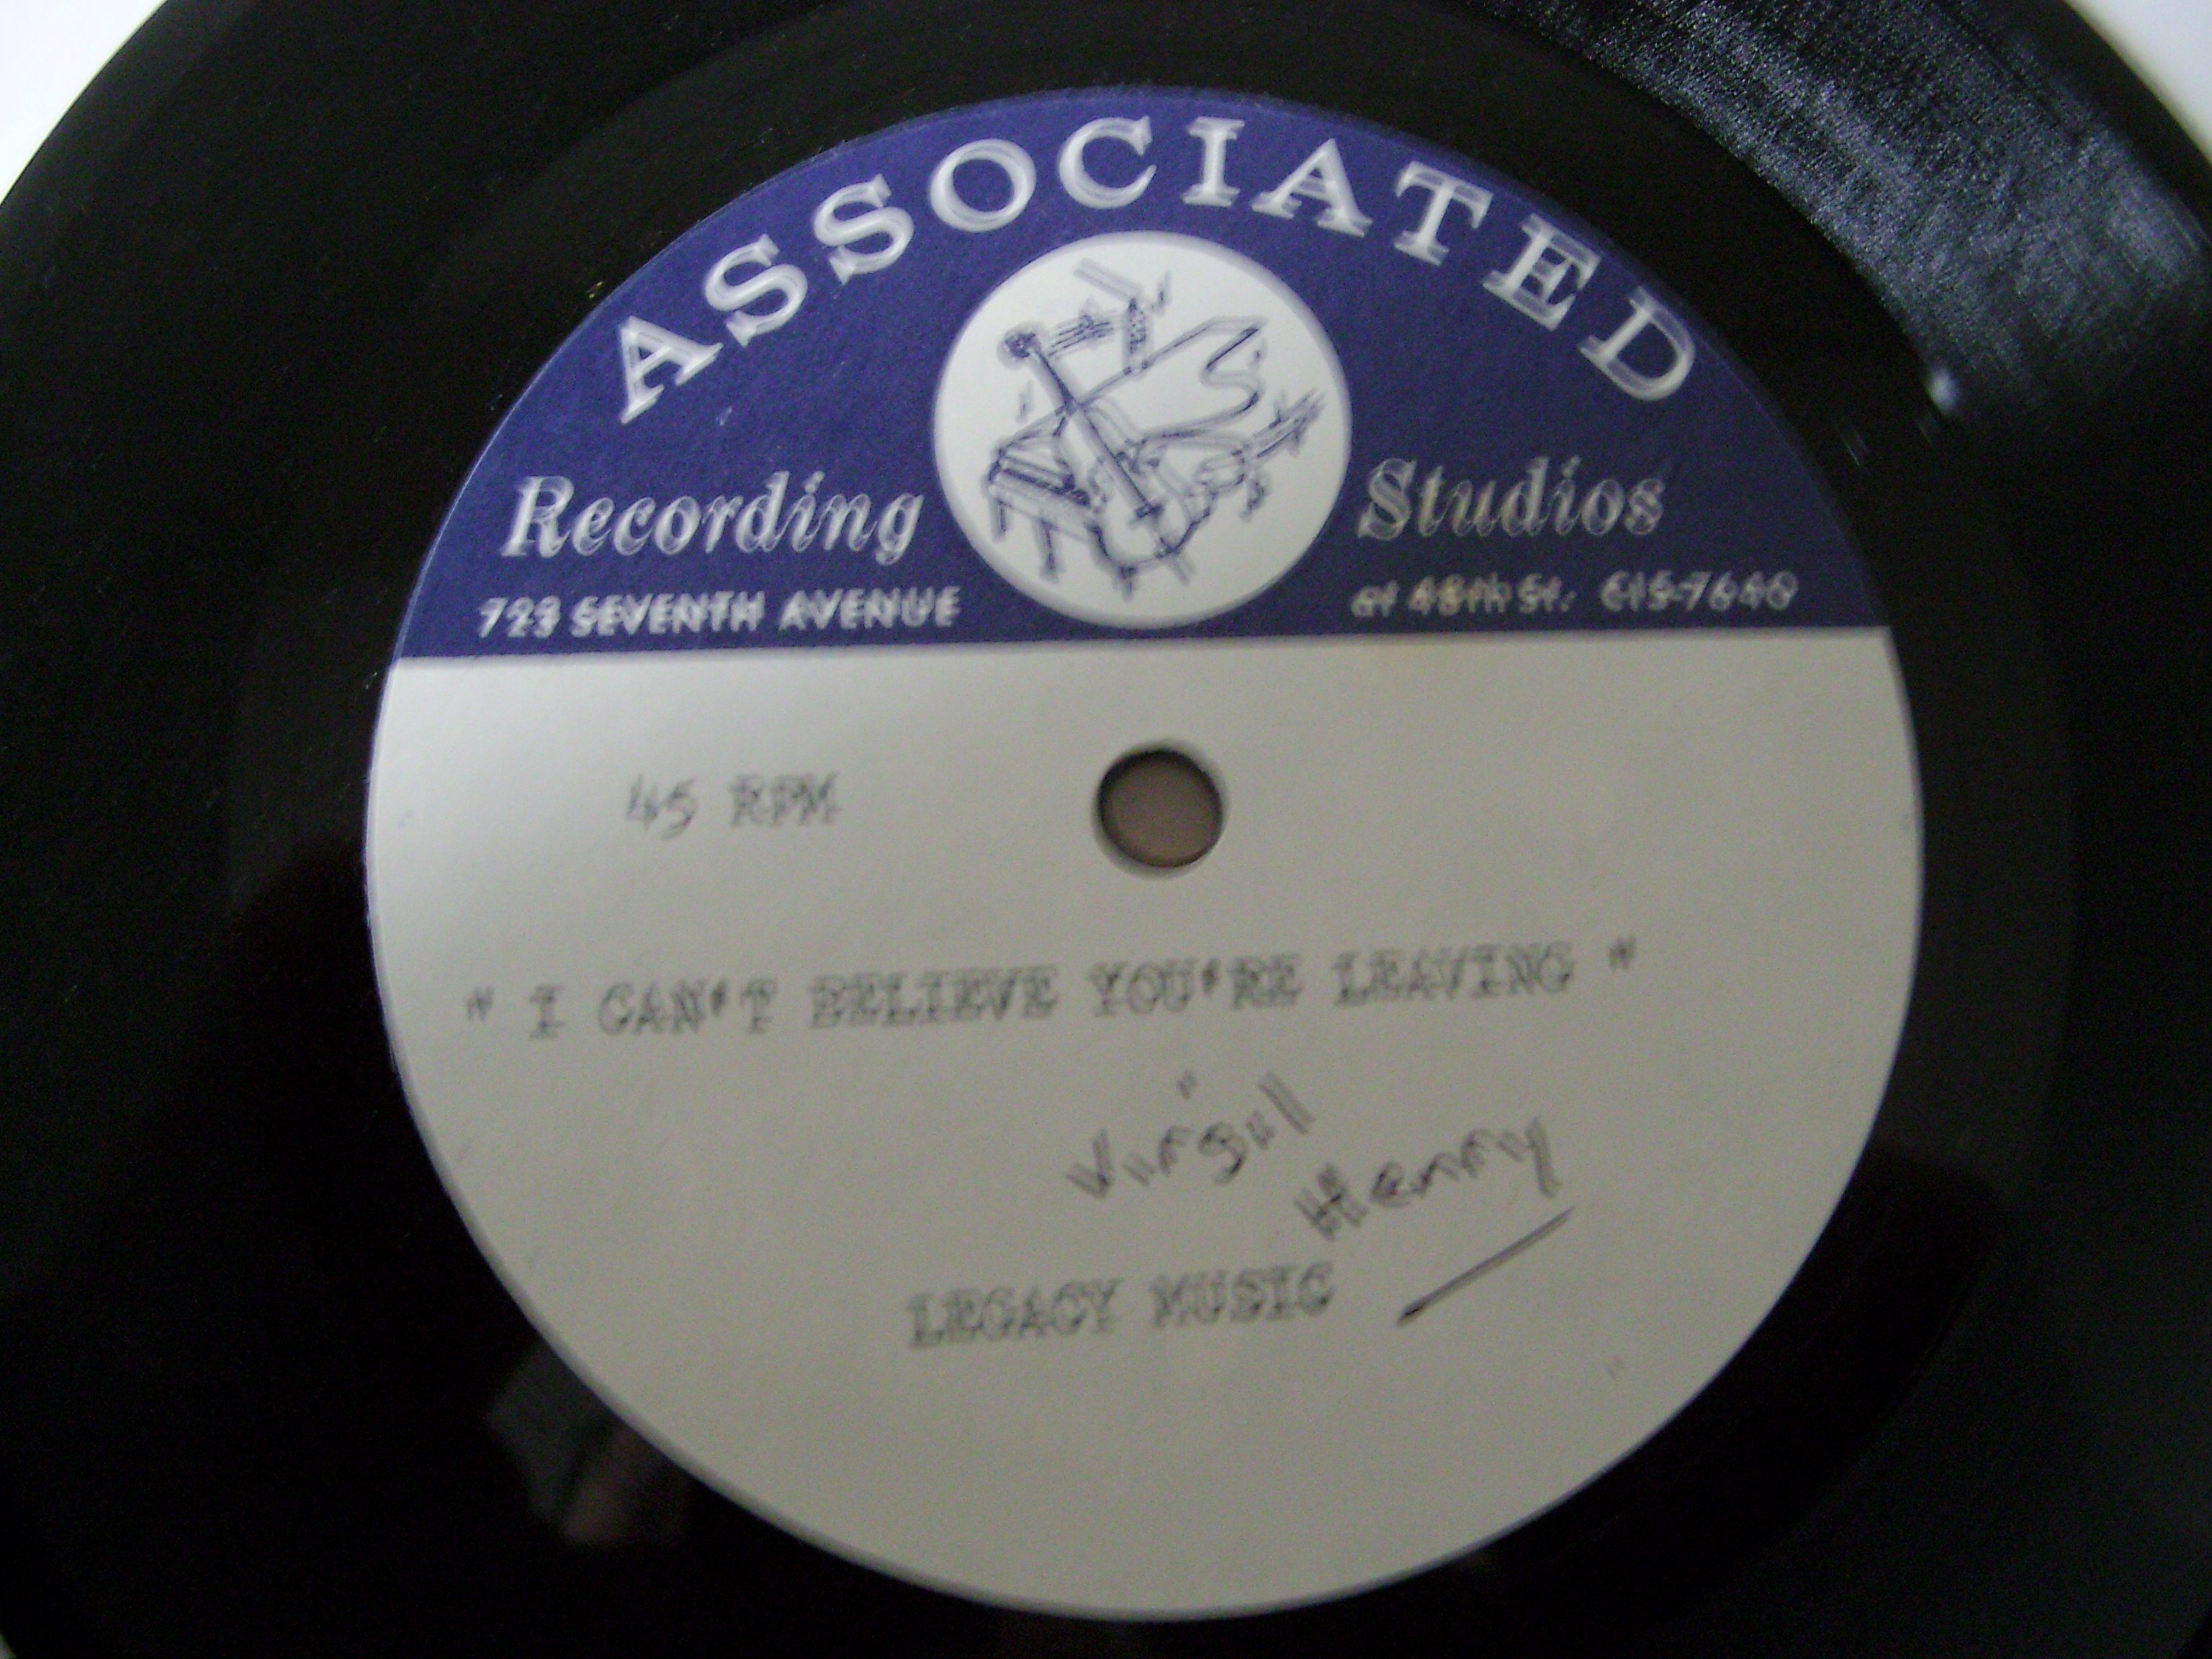 ASSOCIATED
Recording Studios
723 SEVENTH AVENUE at 48th St. CI5-7640
45 RPM
" I CAN'T BELIEVE YOU'RE LEAVING "
Virgil
Henry
LEGACY MUSIC